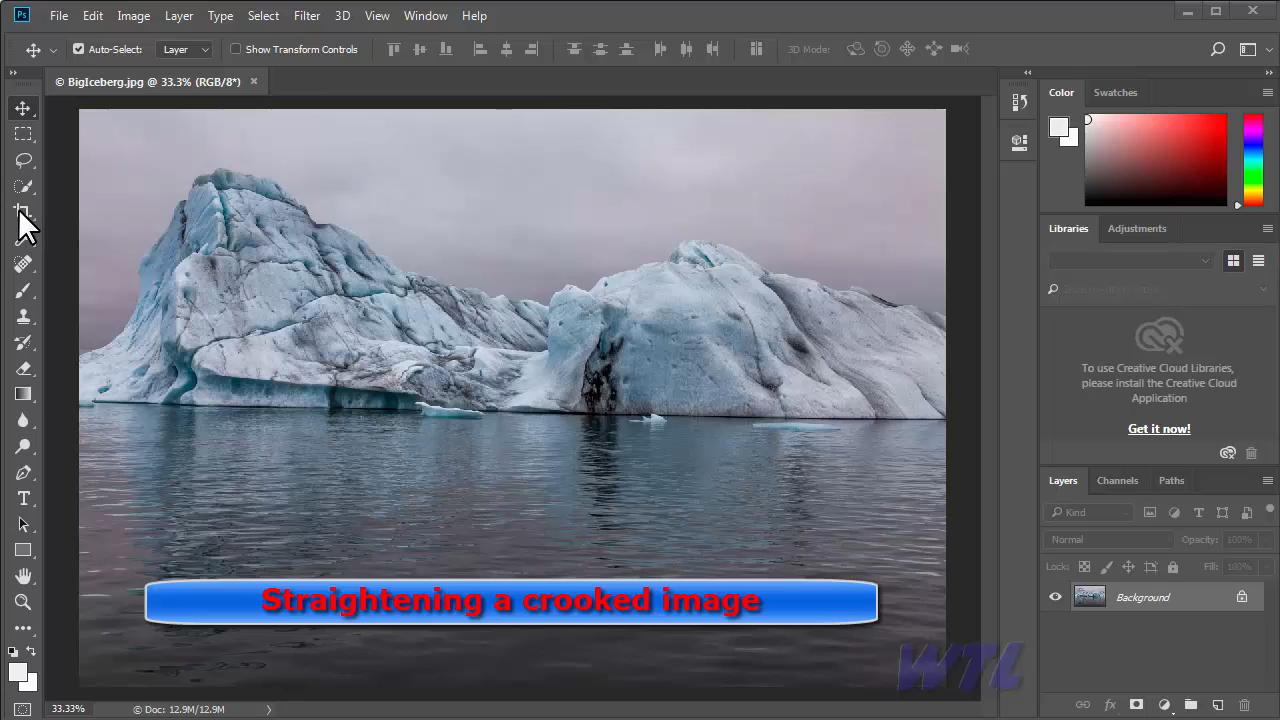 Ps File Edit Image Layer Type Select Filter 3D View Window Help
Auto-Select: Layer Show Transform Controls 3D Mode:
© BigIceberg.jpg @ 33.3% (RGB/8*) ×
Color Swatches
Libraries Adjustments
To use Creative Cloud Libraries,
please install the Creative Cloud
Application
Get it now!
Layers Channels Paths
Kind
Normal Opacity: 100%
Lock: Fill: 100%
Background
Straightening a crooked image
WTL
33.33% © Doc: 12.9M/12.9M